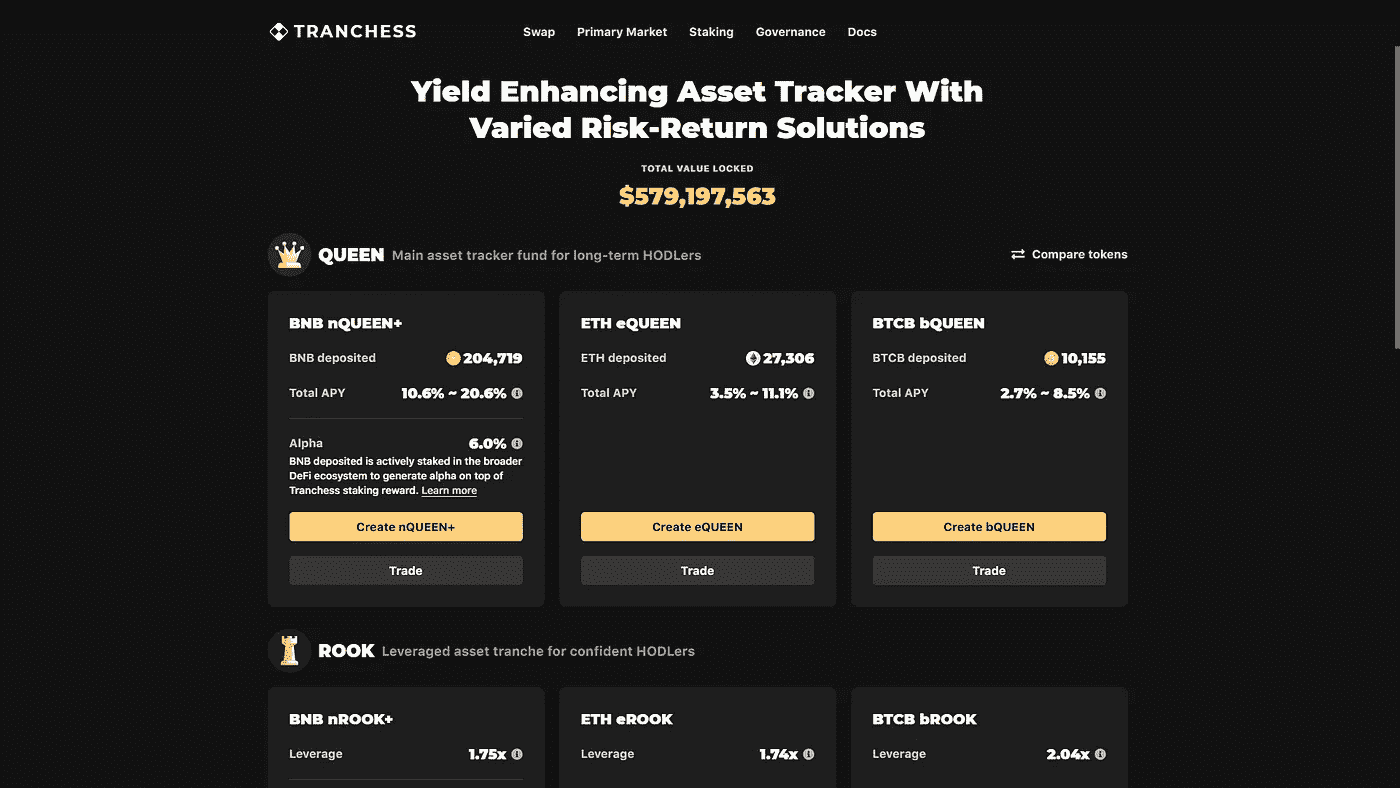 TRANCHESS
Swap Primary Market Staking Governance Docs
Yield Enhancing Asset Tracker With
Varied Risk-Return Solutions
TOTAL VALUE LOCKED
$579,197,563
QUEEN Main asset tracker fund for long-term HODLers
Compare tokens
BNB nQUEEN+
BNB deposited 204,719
Total APY 10.6% ~ 20.6%
Alpha 6.0%
BNB deposited is actively staked in the broader
DeFi ecosystem to generate alpha on top of
Tranchess staking reward. Learn more
Create nQUEEN+
Trade
ETH eQUEEN
ETH deposited 27,306
Total APY 3.5% ~ 11.1%
Create eQUEEN
Trade
BTCB bQUEEN
BTCB deposited 10,155
Total APY 2.7% ~ 8.5%
Create bQUEEN
Trade
ROOK Leveraged asset tranche for confident HODLers
BNB nROOK+
Leverage 1.75x
ETH eROOK
Leverage 1.74x
BTCB bROOK
Leverage 2.04x